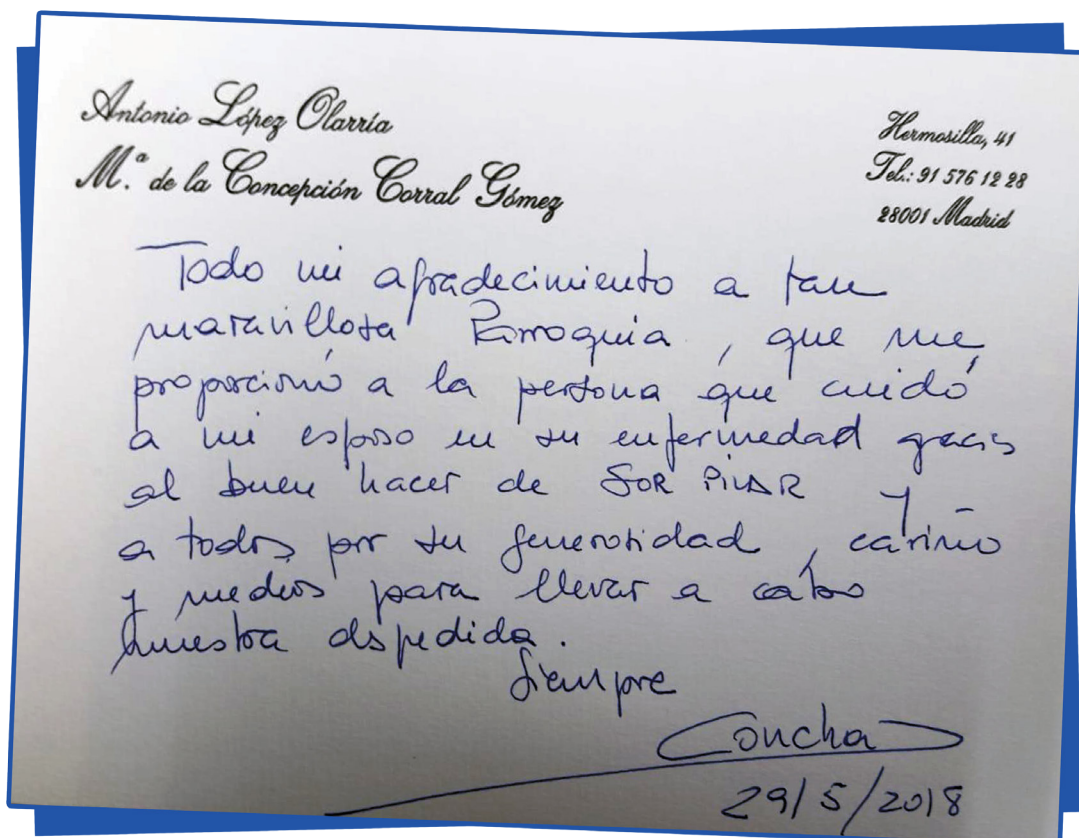 Antonio López Olarría
M.ª de la Concepción Corral Gómez
Hermosilla, 41
Tel.: 91 576 12 28
28001 Madrid
Todo mi agradecimiento a tan
maravillosa Parroquia, que me
proporcionó a la persona que cuidó
a mi esposo en su enfermedad gracias
al buen hacer de SOR PILAR y
a todos por su generosidad, cariño
y medios para llevar a cabo
nuestra despedida.
Siempre
Concha
29/5/2018